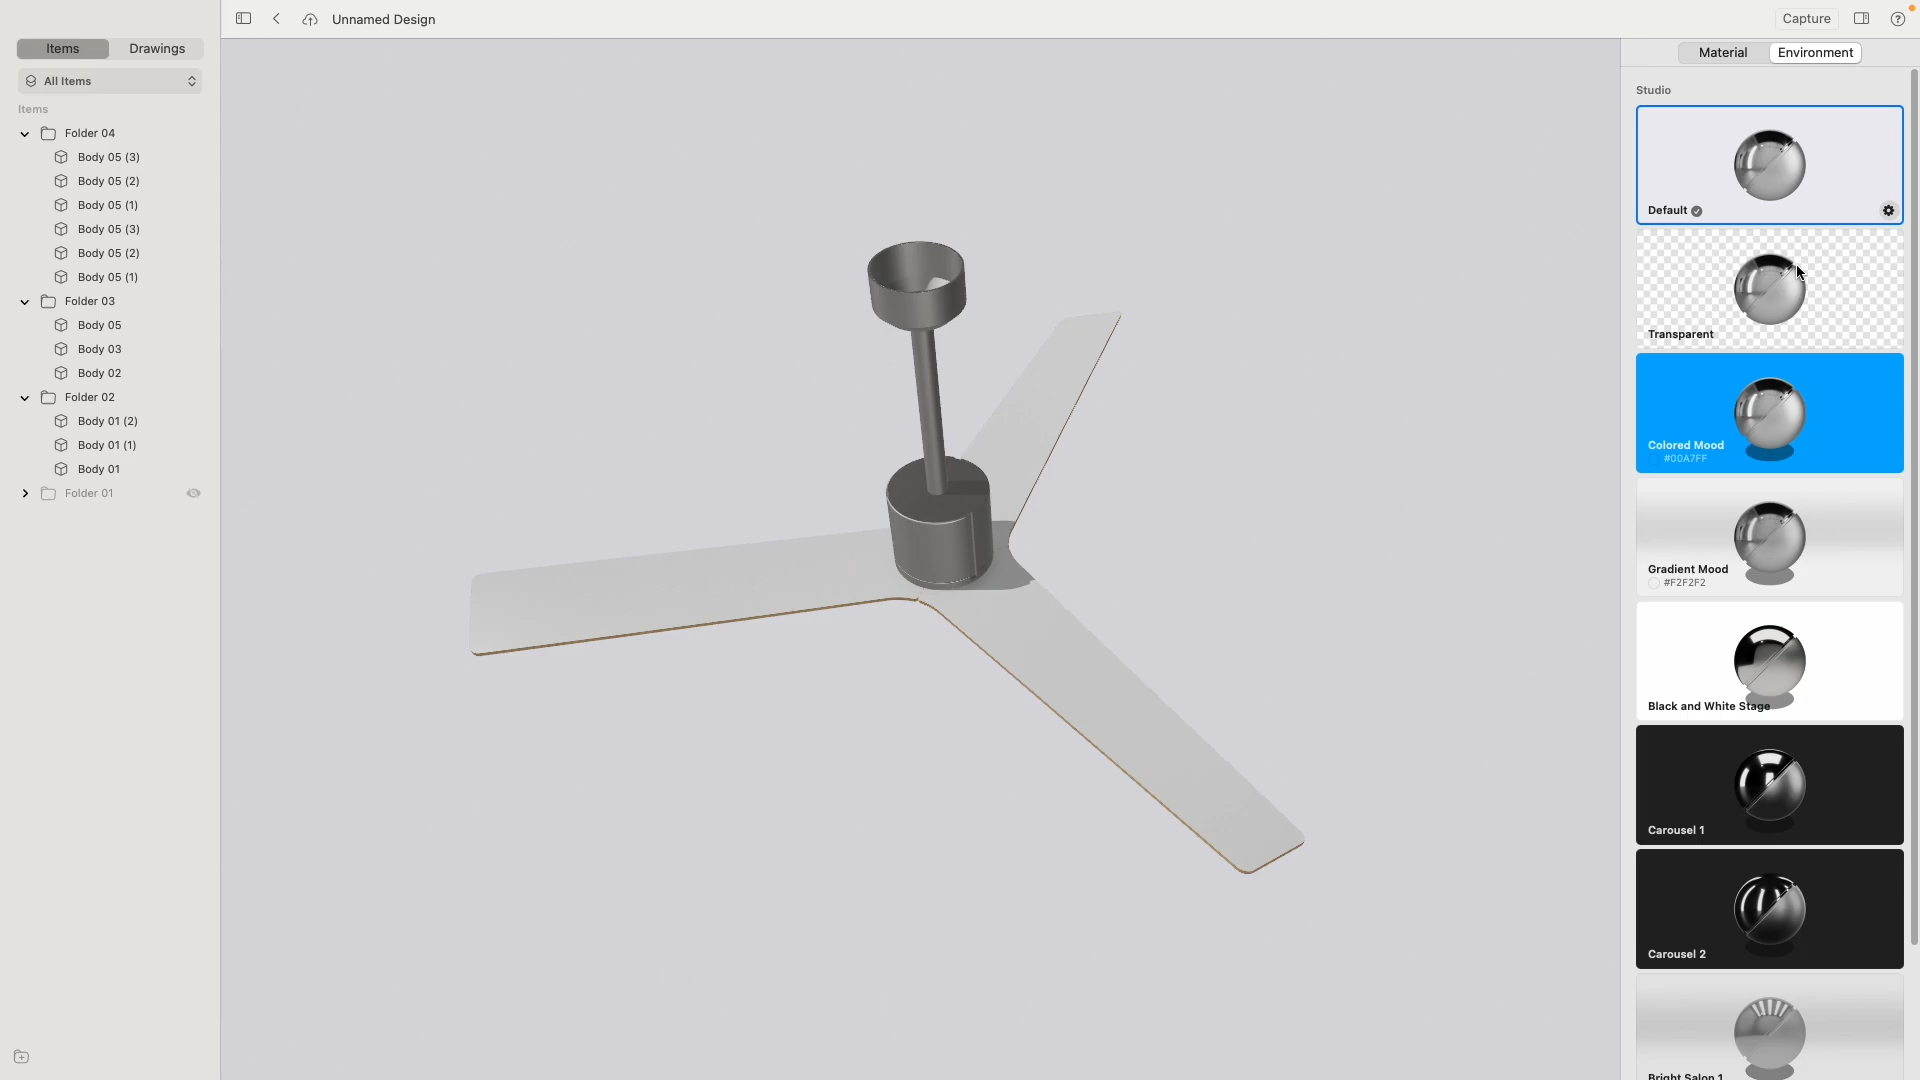 Unnamed Design
Capture
Items
Drawings
All Items
Items
Folder 04
Body 05 (3)
Body 05 (2)
Body 05 (1)
Body 05 (3)
Body 05 (2)
Body 05 (1)
Folder 03
Body 05
Body 03
Body 02
Folder 02
Body 01 (2)
Body 01 (1)
Body 01
Folder 01
Material
Environment
Studio
Default
Transparent
Colored Mood
#00A7FF
Gradient Mood
#F2F2F2
Black and White Stage
Carousel 1
Carousel 2
Bright Salon 1